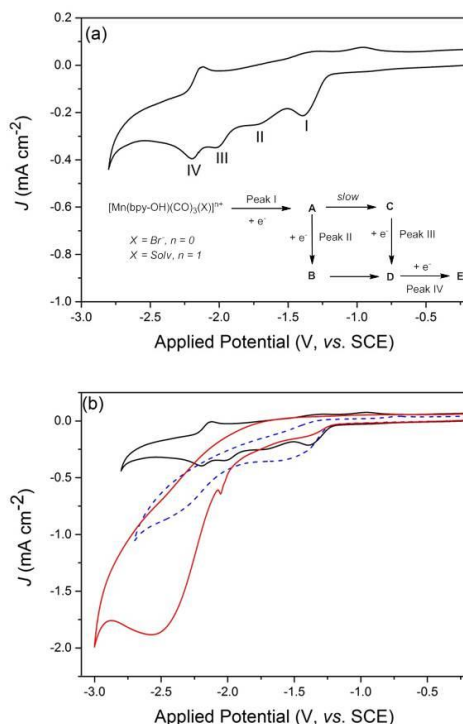 (a)
0.2
0.0
-0.2
-0.4
-0.6
-0.8
-1.0
J (mA cm-2)
I
II
III
IV
[Mn(bpy-OH)(CO)3(X)]n+
Peak I
+ e-
A
slow
C
X = Br-, n = 0
X = Solv, n = 1
+ e-
Peak II
+ e-
Peak III
B
D
+ e-
E
Peak IV
-3.0 -2.5 -2.0 -1.5 -1.0 -0.5
Applied Potential (V, vs. SCE)
(b)
0.0
-0.5
-1.0
-1.5
-2.0
J (mA cm-2)
-3.0 -2.5 -2.0 -1.5 -1.0 -0.5
Applied Potential (V, vs. SCE)